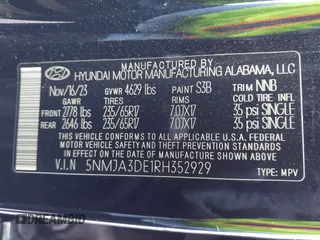 MANUFACTURED BY
HYUNDAI MOTOR MANUFACTURING ALABAMA, LLC
Nov/16/23 GVWR 4629 lbs PAINT S3B TRIM NNB
GAWR TIRES RIMS COLD TIRE INFL
FRONT 2778 lbs 235/65R17 7.0JX17 35 psi SINGLE
REAR 2646 lbs 235/65R17 7.0JX17 35 psi SINGLE
THIS VEHICLE CONFORMS TO ALL APPLICABLE
U.S. FEDERAL MOTOR VEHICLE SAFETY, BUMPER,
AND THEFT PREVENTION STANDARDS IN EFFECT ON
THE DATE OF MANUFACTURE SHOWN ABOVE.
V.I.N 5NMJA3DE1RH352929 TYPE: MPV
DREAMBID